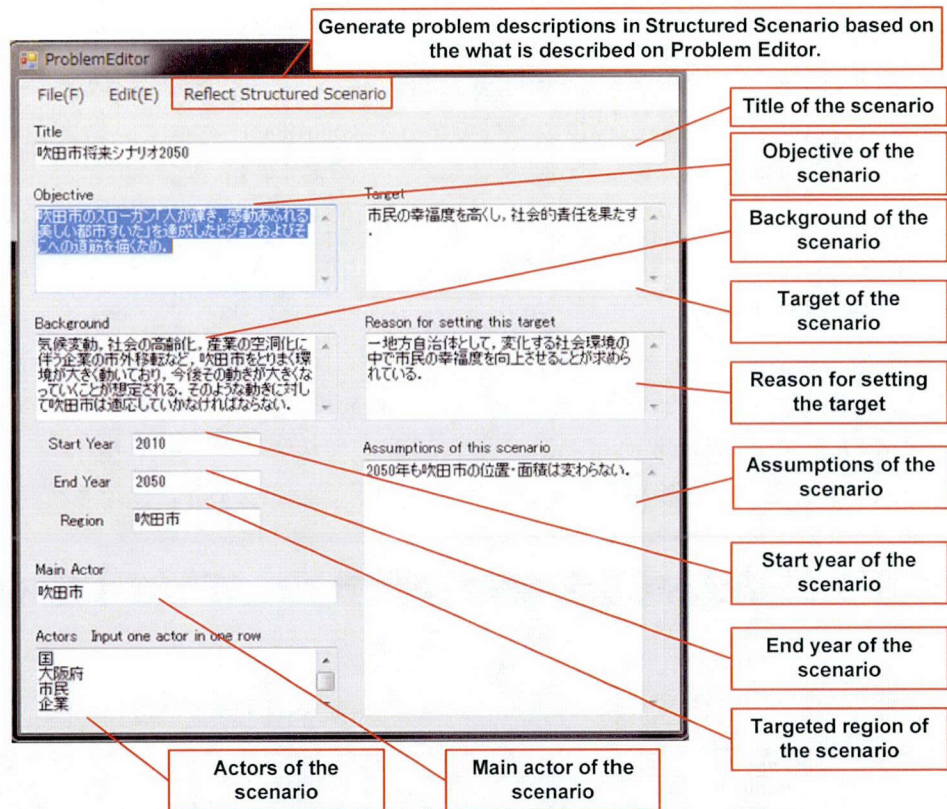 Generate problem descriptions in Structured Scenario based on
the what is described on Problem Editor.
ProblemEditor
File(F) Edit(E) Reflect Structured Scenario
Title
吹田市将来シナリオ2050
Objective
吹田市のスローガン「人が輝き，感動あふれる
美しい都市すいた」を達成したビジョンおよびそ
こへの道筋を描くため．
Target
市民の幸福度を高くし，社会的責任を果たす
．
Background
気候変動，社会の高齢化，産業の空洞化に
伴う企業の市外移転など，吹田市をとりまく環
境が大きく動いており，今後その動きが大きくな
っていくことが想定される．そのような動きに対し
て吹田市は適応していかなければならない．
Reason for setting this target
一地方自治体として，変化する社会環境の
中で市民の幸福度を向上させることが求めら
れている．
Start Year 2010
End Year 2050
Region 吹田市
Assumptions of this scenario
2050年も吹田市の位置・面積は変わらない．
Main Actor
吹田市
Actors Input one actor in one row
国
大阪府
市民
企業
Title of the scenario
Objective of the
scenario
Background of the
scenario
Target of the
scenario
Reason for setting
the target
Assumptions of the
scenario
Start year of the
scenario
End year of the
scenario
Targeted region of
the scenario
Actors of the
scenario
Main actor of the
scenario